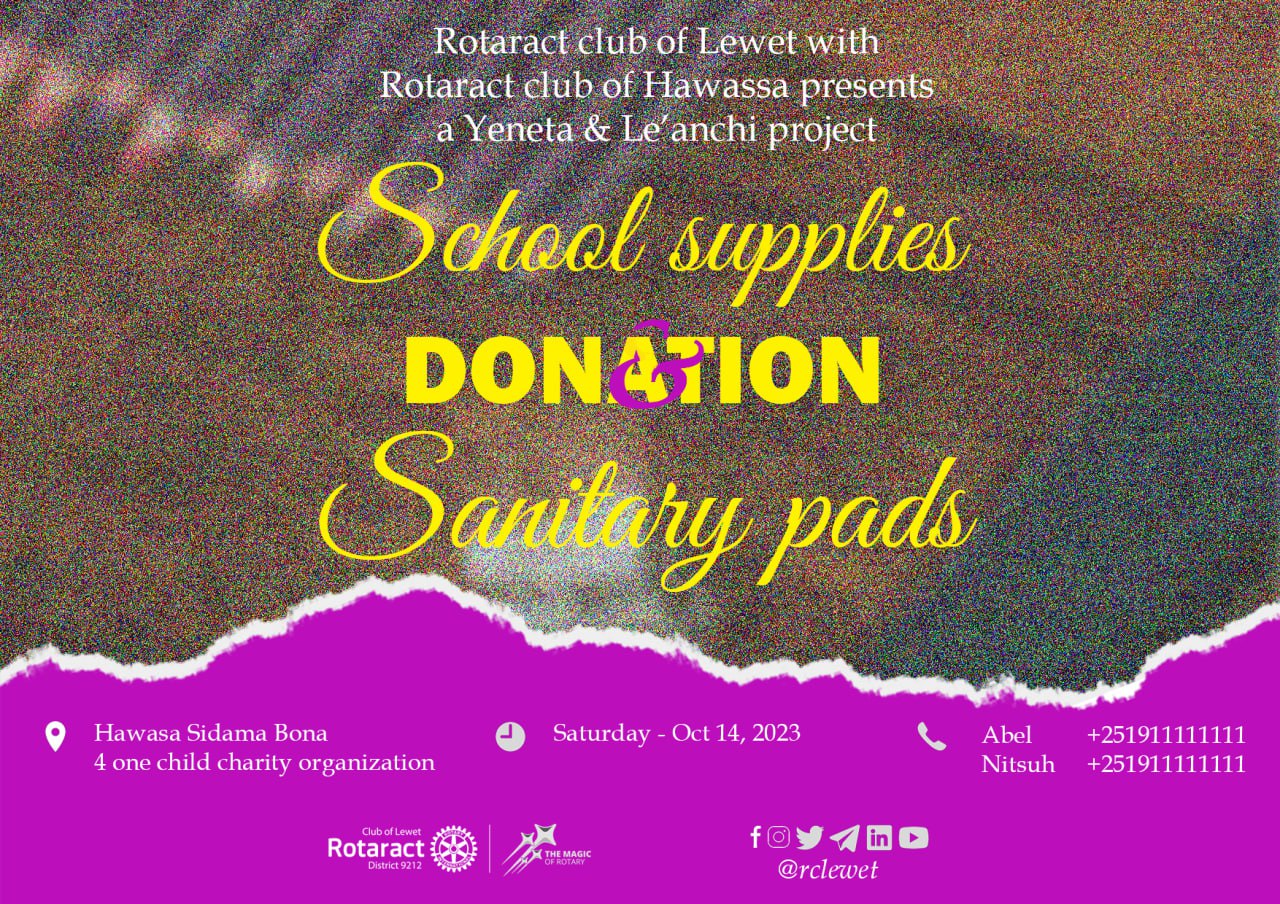 Rotaract club of Lewet with
Rotaract club of Hawassa presents
a Yeneta & Le’anchi project
School supplies
DONATION
&
Sanitary pads
Hawasa Sidama Bona
4 one child charity organization
Saturday - Oct 14, 2023
Abel +251911111111
Nitsuh +251911111111
Club of Lewet
Rotaract
District 9212
THE MAGIC
OF ROTARY
@rclewet